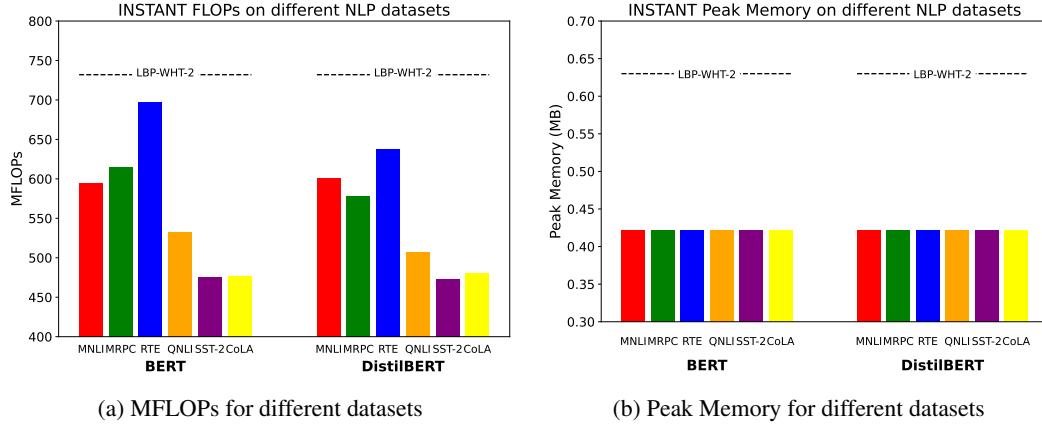 INSTANT FLOPs on different NLP datasets
800
750
700
650
600
550
500
450
400
MFLOPs
LBP-WHT-2
LBP-WHT-2
MNLI MRPC RTE QNLI SST-2 CoLA
MNLI MRPC RTE QNLI SST-2 CoLA
BERT
DistilBERT
(a) MFLOPs for different datasets
INSTANT Peak Memory on different NLP datasets
0.70
0.65
0.60
0.55
0.50
0.45
0.40
0.35
0.30
Peak Memory (MB)
LBP-WHT-2
LBP-WHT-2
MNLI MRPC RTE QNLI SST-2 CoLA
MNLI MRPC RTE QNLI SST-2 CoLA
BERT
DistilBERT
(b) Peak Memory for different datasets